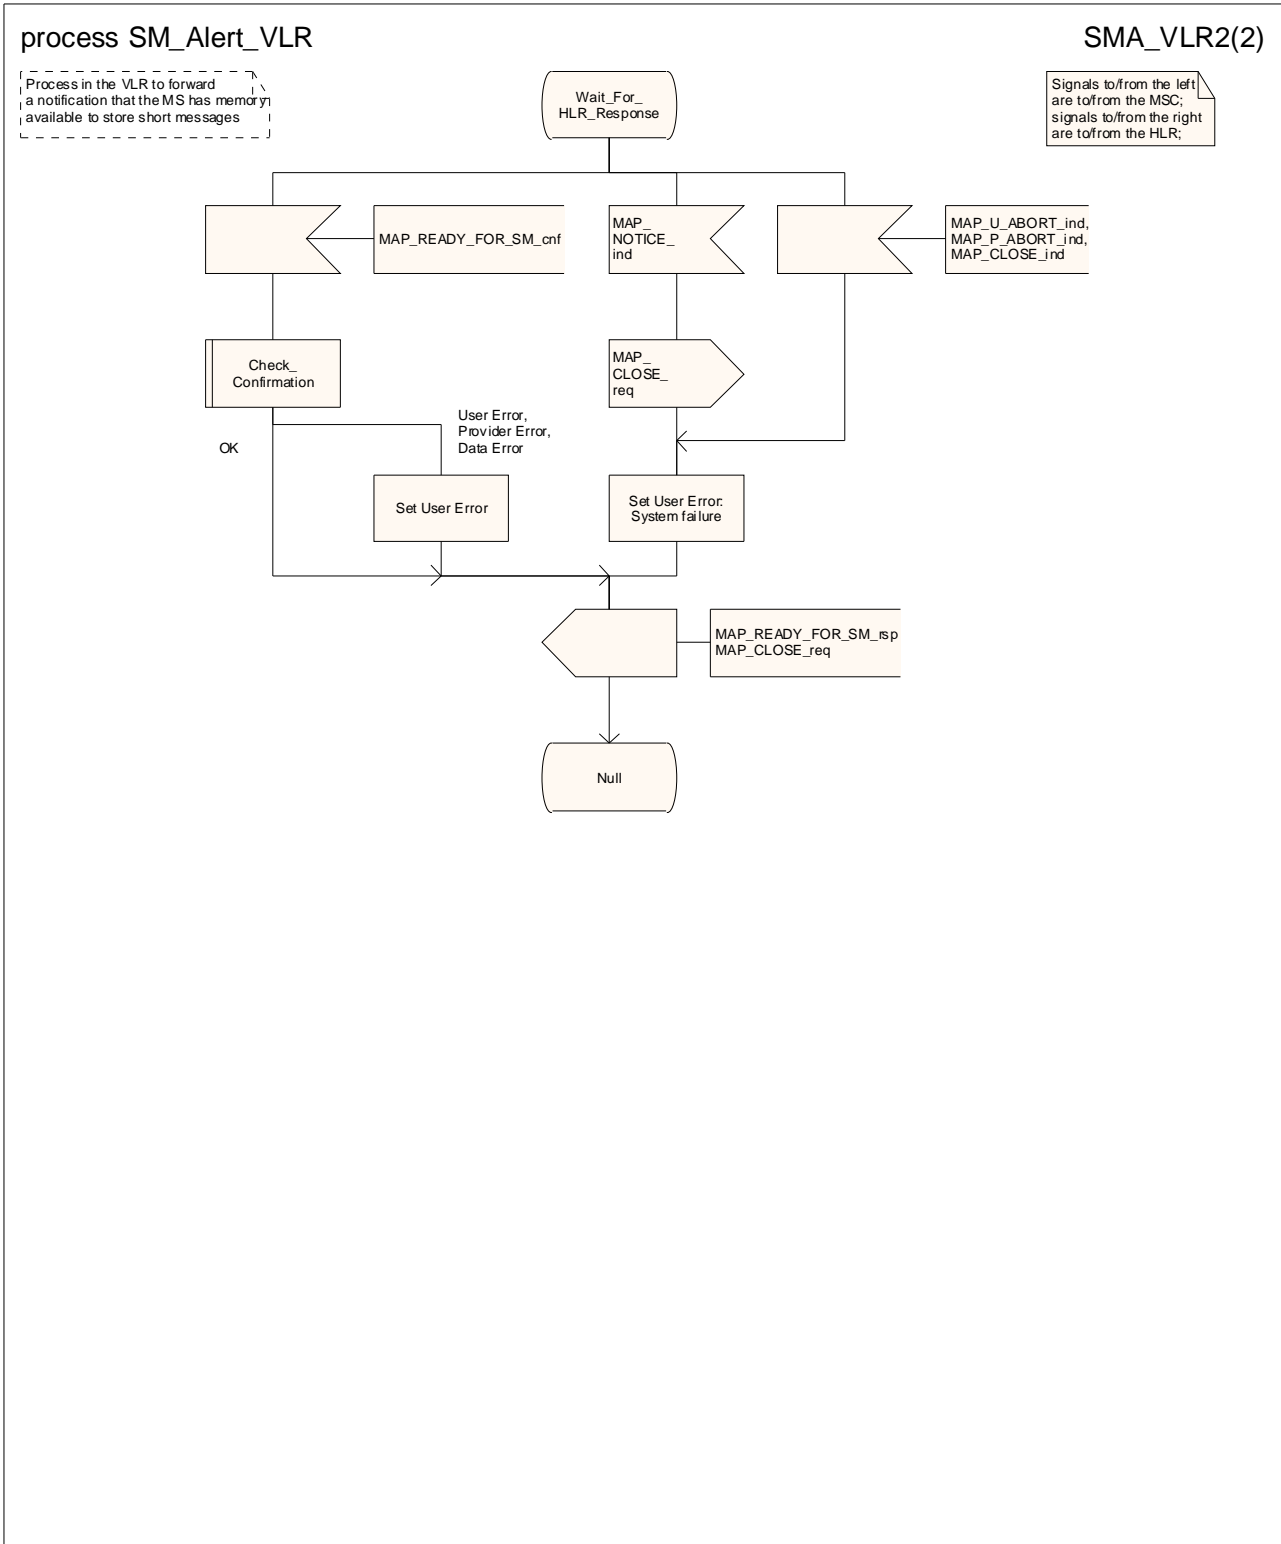 process SM_Alert_VLR
SMA_VLR2(2)
Process in the VLR to forward
a notification that the MS has memory
available to store short messages
Wait_For_
HLR_Response
Signals to/from the left
are to/from the MSC;
signals to/from the right
are to/from the HLR;
MAP_READY_FOR_SM_cnf
MAP_
NOTICE_
ind
MAP_U_ABORT_ind,
MAP_P_ABORT_ind,
MAP_CLOSE_ind
Check_
Confirmation
MAP_
CLOSE_
req
OK
User Error,
Provider Error,
Data Error
Set User Error
Set User Error:
System failure
MAP_READY_FOR_SM_rsp
MAP_CLOSE_req
Null